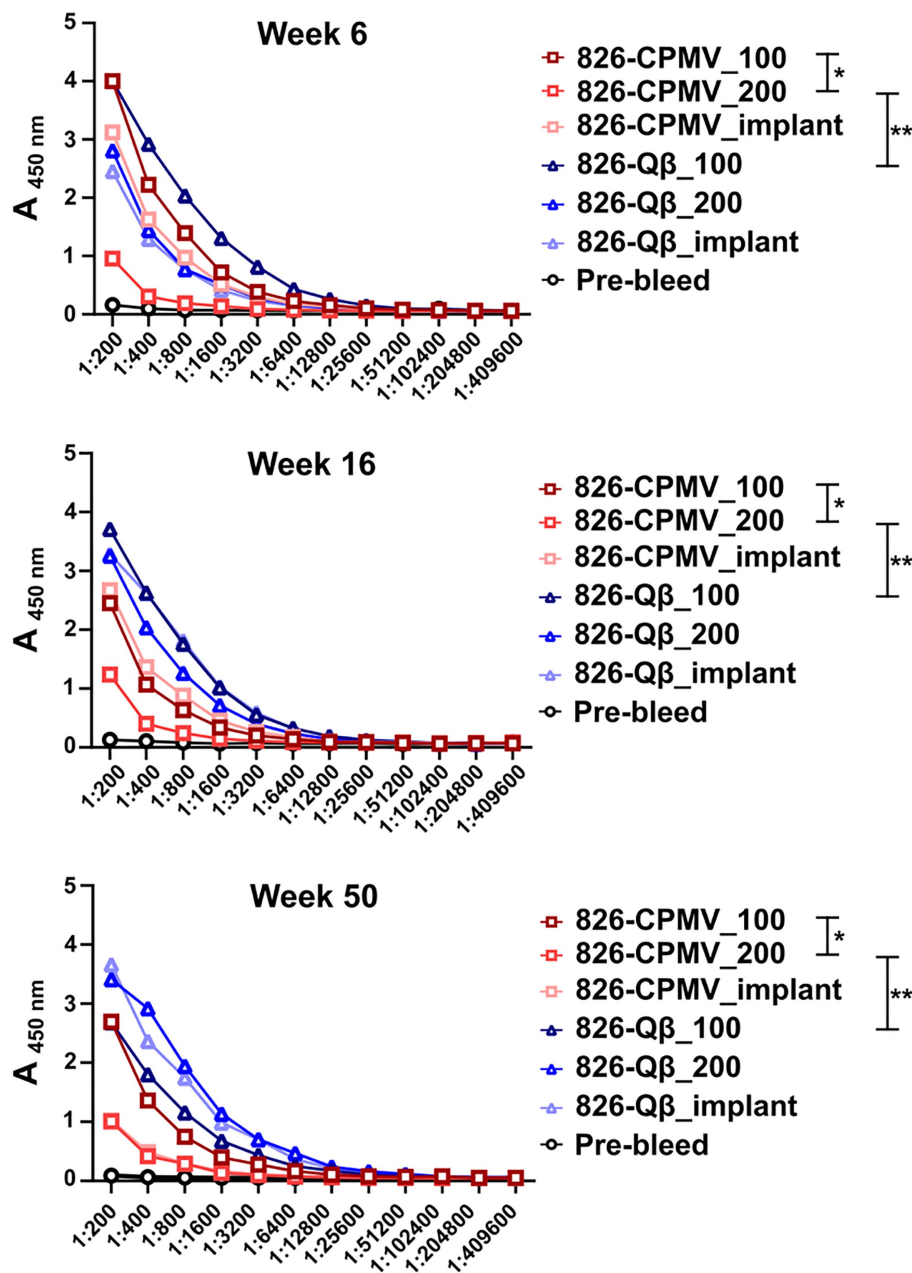 Week 6
A 450 nm
5
4
3
2
1
0
1:200
1:400
1:800
1:1600
1:3200
1:6400
1:12800
1:25600
1:51200
1:102400
1:204800
1:409600
826-CPMV_100
826-CPMV_200
826-CPMV_implant
826-Qβ_100
826-Qβ_200
826-Qβ_implant
Pre-bleed
*
**
Week 16
A 450 nm
5
4
3
2
1
0
1:200
1:400
1:800
1:1600
1:3200
1:6400
1:12800
1:25600
1:51200
1:102400
1:204800
1:409600
826-CPMV_100
826-CPMV_200
826-CPMV_implant
826-Qβ_100
826-Qβ_200
826-Qβ_implant
Pre-bleed
*
**
Week 50
A 450 nm
5
4
3
2
1
0
1:200
1:400
1:800
1:1600
1:3200
1:6400
1:12800
1:25600
1:51200
1:102400
1:204800
1:409600
826-CPMV_100
826-CPMV_200
826-CPMV_implant
826-Qβ_100
826-Qβ_200
826-Qβ_implant
Pre-bleed
*
**